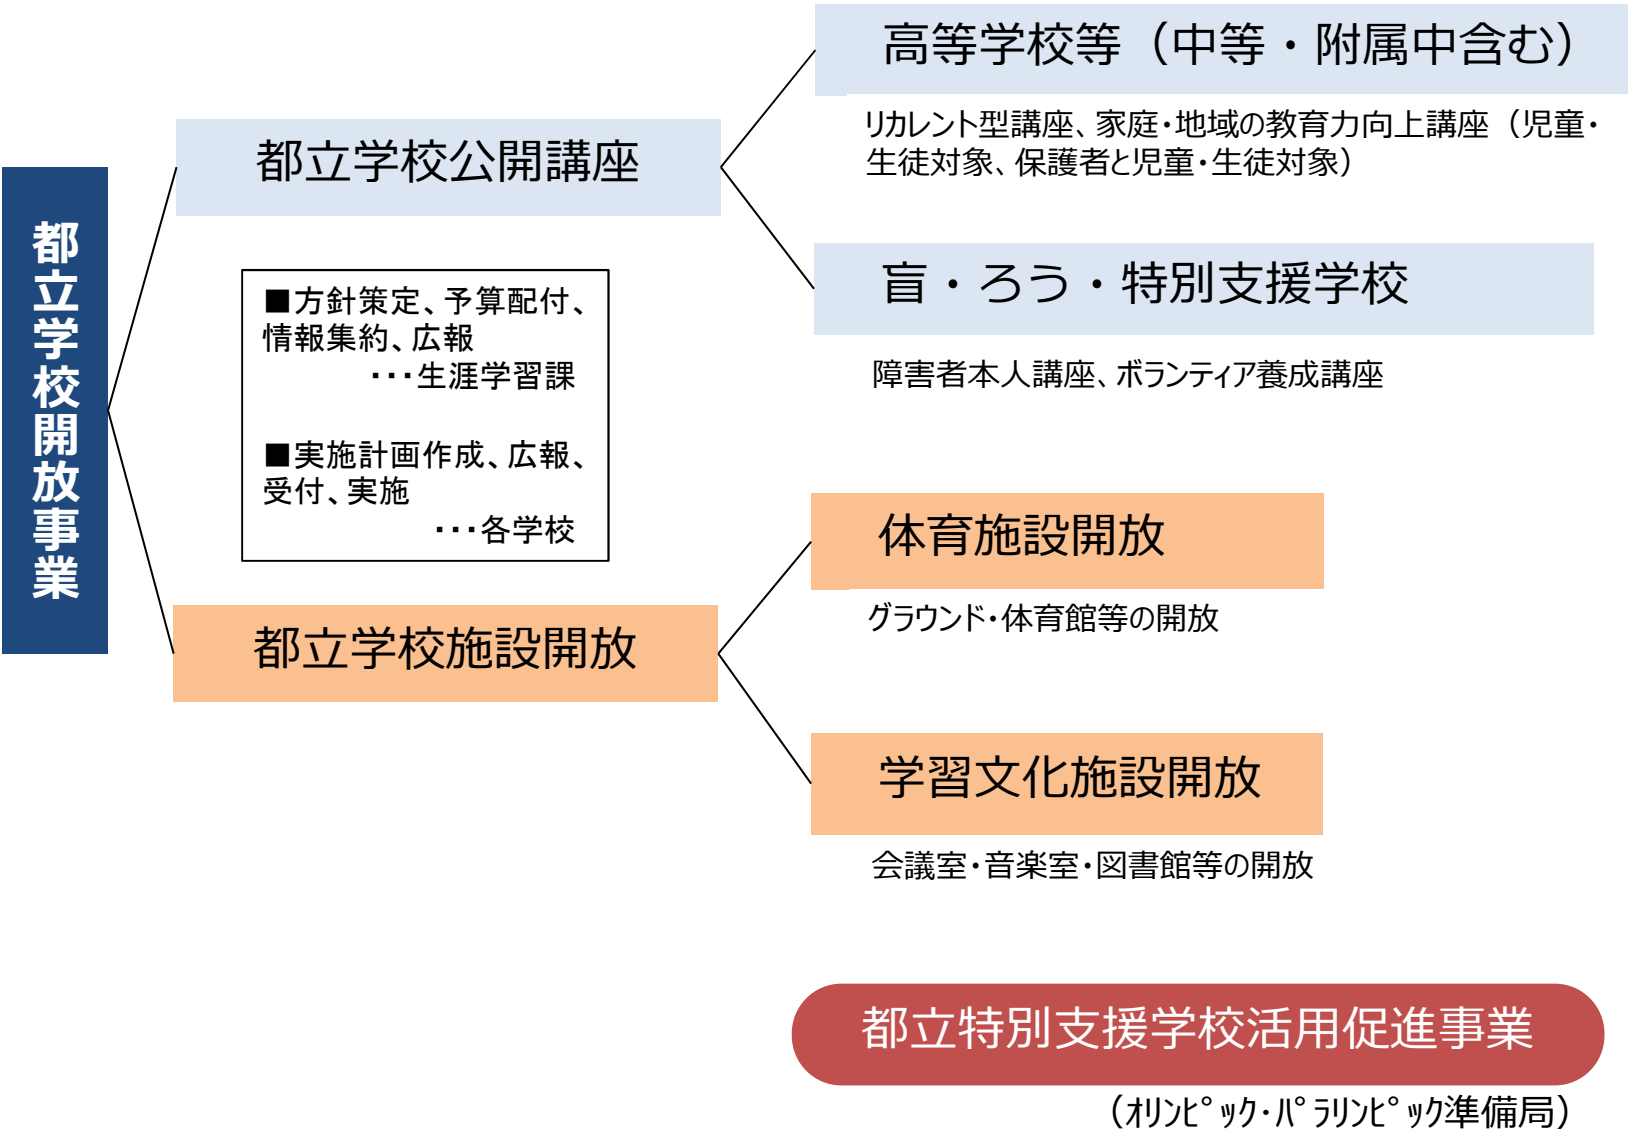 都立学校開放事業
都立学校公開講座
■方針策定、予算配付、
情報集約、広報
・・・生涯学習課
■実施計画作成、広報、
受付、実施
・・・各学校
都立学校施設開放
高等学校等（中等・附属中含む）
リカレント型講座、家庭・地域の教育力向上講座（児童・
生徒対象、保護者と児童・生徒対象）
盲・ろう・特別支援学校
障害者本人講座、ボランティア養成講座
体育施設開放
グラウンド・体育館等の開放
学習文化施設開放
会議室・音楽室・図書館等の開放
都立特別支援学校活用促進事業
（ｵﾘﾝﾋﾟｯｸ・ﾊﾟﾗﾘﾝﾋﾟｯｸ準備局）